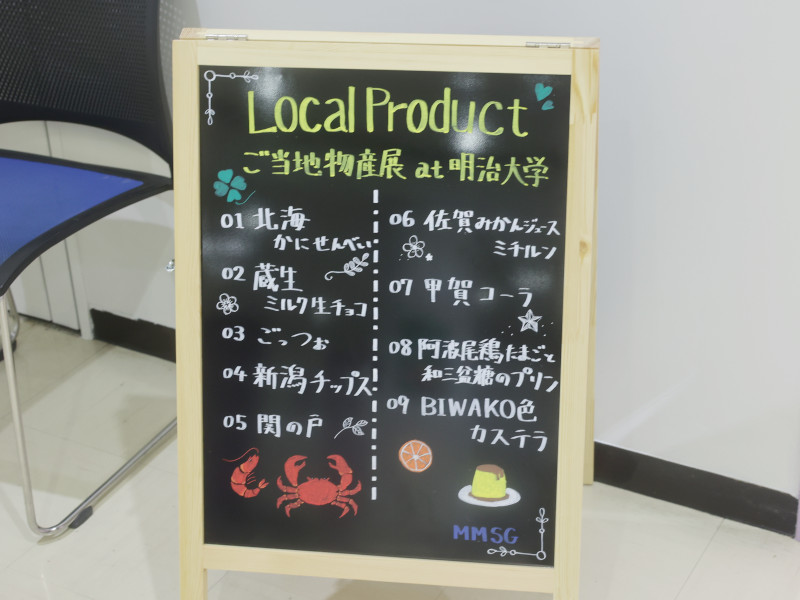 Local Product
ご当地物産展 at 明治大学
01 北海
かにせんべい
02 蔵生
ミルク生チョコ
03 ごっつぉ
04 新潟チップス
05 関の戸
06 佐賀みかんジュース
ミチルン
07 甲賀コーラ
08 阿波尾鶏たまごと
和三盆糖のプリン
09 BIWAKO色
カステラ
MMSG